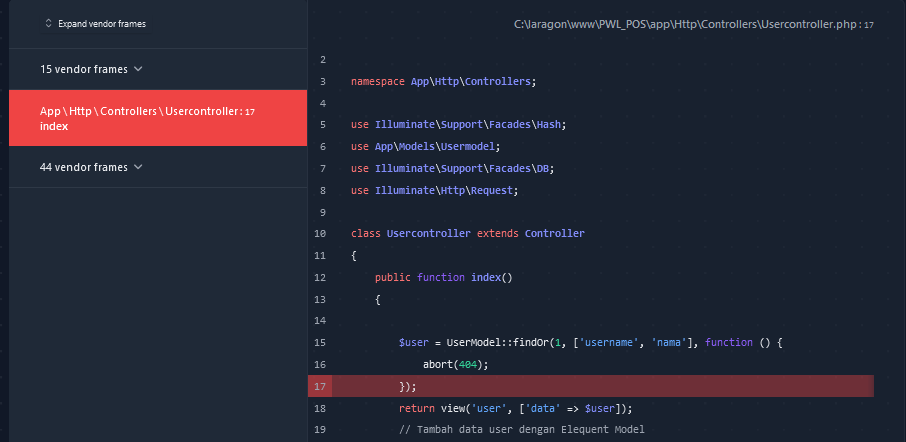 Expand vendor frames
C:\laragon\www\PWL_POS\app\Http\Controllers\Usercontroller.php : 17
15 vendor frames
App \ Http \ Controllers \ Usercontroller : 17
index
44 vendor frames
2
3 namespace App\Http\Controllers;
4
5 use Illuminate\Support\Facades\Hash;
6 use App\Models\Usermodel;
7 use Illuminate\Support\Facades\DB;
8 use Illuminate\Http\Request;
9
10 class Usercontroller extends Controller
11 {
12     public function index()
13     {
14
15         $user = UserModel::findOr(1, ['username', 'nama'], function () {
16             abort(404);
17         });
18         return view('user', ['data' => $user]);
19         // Tambah data user dengan Elequent Model